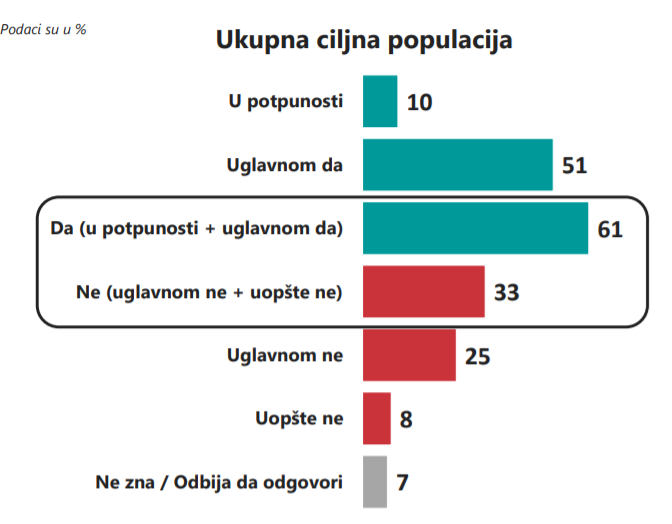 Podaci su u %
Ukupna ciljna populacija
U potpunosti 10
Uglavnom da 51
Da (u potpunosti + uglavnom da) 61
Ne (uglavnom ne + uopšte ne) 33
Uglavnom ne 25
Uopšte ne 8
Ne zna / Odbija da odgovori 7